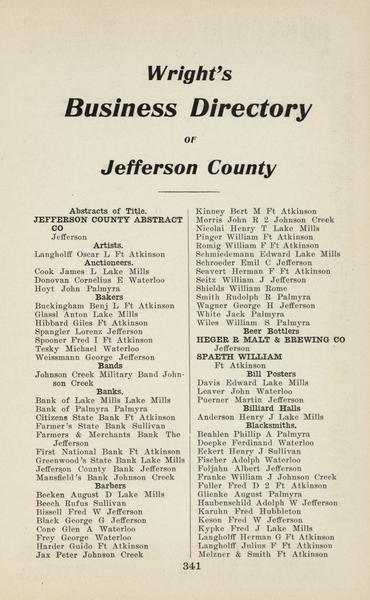 Wright's
Business Directory
OF
Jefferson County
Abstracts of Title.
JEFFERSON COUNTY ABSTRACT
CO
Jefferson
Artists.
Langholff Oscar L Ft Atkinson
Auctioneers.
Cook James L Lake Mills
Donovan Cornelius E Waterloo
Hoyt John Palmyra
Bakers
Buckingham Benj L Ft Atkinson
Glassl Anton Lake Mills
Hibbard Giles Ft Atkinson
Spangler Lorenz Jefferson
Spooner Fred I Ft Atkinson
Tesky Michael Waterloo
Weissmann George Jefferson
Bands
Johnson Creek Military Band John-
son Creek
Banks.
Bank of Lake Mills Lake Mills
Bank of Palmyra Palmyra
Citizens State Bank Ft Atkinson
Farmer's State Bank Sullivan
Farmers & Merchants Bank The
Jefferson
First National Bank Ft Atkinson
Greenwood's State Bank Lake Mills
Jefferson County Bank Jefferson
Mansfield's Bank Johnson Creek
Barbers
Becken August D Lake Mills
Beech Rufus Sullivan
Bissell Fred W Jefferson
Black George G Jefferson
Cone Glen A Waterloo
Frey George Waterloo
Harder Guido Ft Atkinson
Jax Peter Johnson Creek
Kinney Bert M Ft Atkinson
Morris John R 2 Johnson Creek
Nicolai Henry T Lake Mills
Pinger William Ft Atkinson
Romig William F Ft Atkinson
Schmiedemann Edward Lake Mills
Schroeder Emil C Jefferson
Seavert Herman F Ft Atkinson
Seitz William J Jefferson
Shields William Rome
Smith Rudolph R Palmyra
Wagner George H Jefferson
White Jack Palmyra
Wiles William S Palmyra
Beer Bottlers
HEGER R MALT & BREWING CO
Jefferson
SPAETH WILLIAM
Ft Atkinson
Bill Posters
Davis Edward Lake Mills
Leaver John Waterloo
Puerner Martin Jefferson
Billiard Halls
Anderson Henry J Lake Mills
Blacksmiths.
Beahlen Phillip A Palmyra
Doepke Ferdinand Waterloo
Eckert Henry J Sullivan
Fischer Adolph Waterloo
Foljahn Albert Jefferson
Franke William J Johnson Creek
Fuller Fred D 2 Ft Atkinson
Glienke August Palmyra
Haubenschild Adolph W Jefferson
Karuhn Fred Hubbleton
Keson Fred W Jefferson
Kypke Fred J Lake Mills
Langholff Herman G Ft Atkinson
Langholff Julius F Ft Atkinson
Melzner & Smith Ft Atkinson
341